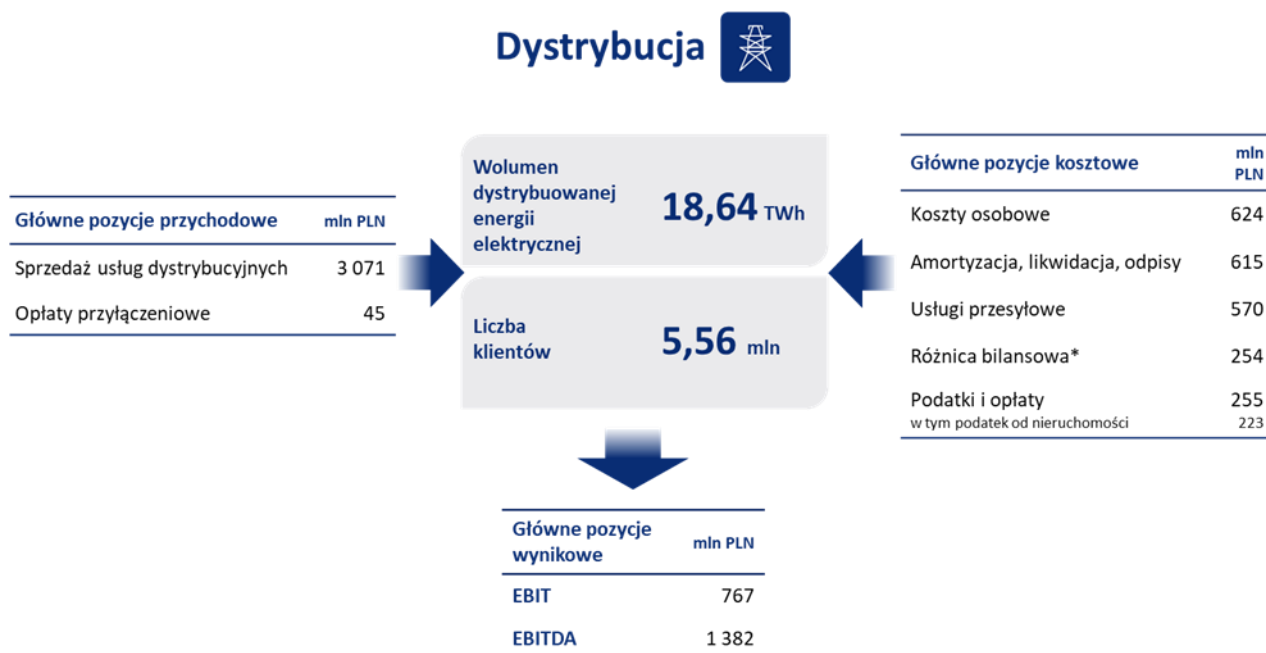 Dystrybucja
Główne pozycje przychodowe mln PLN
Sprzedaż usług dystrybucyjnych 3 071
Opłaty przyłączeniowe 45
Wolumen
dystrybuowanej
energii
elektrycznej
18,64 TWh
Liczba
klientów
5,56 mln
Główne pozycje kosztowe mln
PLN
Koszty osobowe 624
Amortyzacja, likwidacja, odpisy 615
Usługi przesyłowe 570
Różnica bilansowa* 254
Podatki i opłaty 255
w tym podatek od nieruchomości 223
Główne pozycje
wynikowe
mln PLN
EBIT 767
EBITDA 1 382